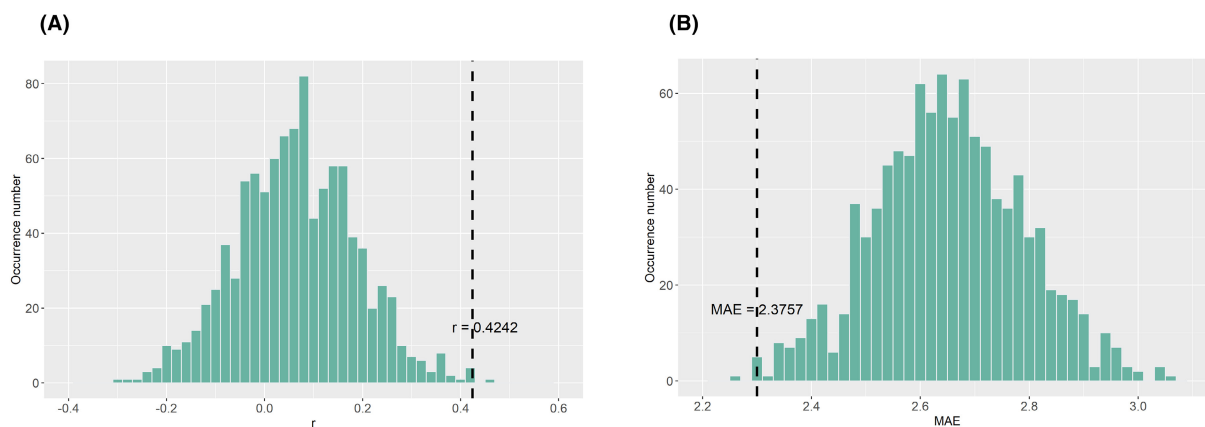 (A)
80
60
40
20
0
Occurrence number
r = 0.4242
-0.4 -0.2 0.0 0.2 0.4 0.6
r
(B)
60
40
20
0
Occurrence number
MAE = 2.3757
2.2 2.4 2.6 2.8 3.0
MAE